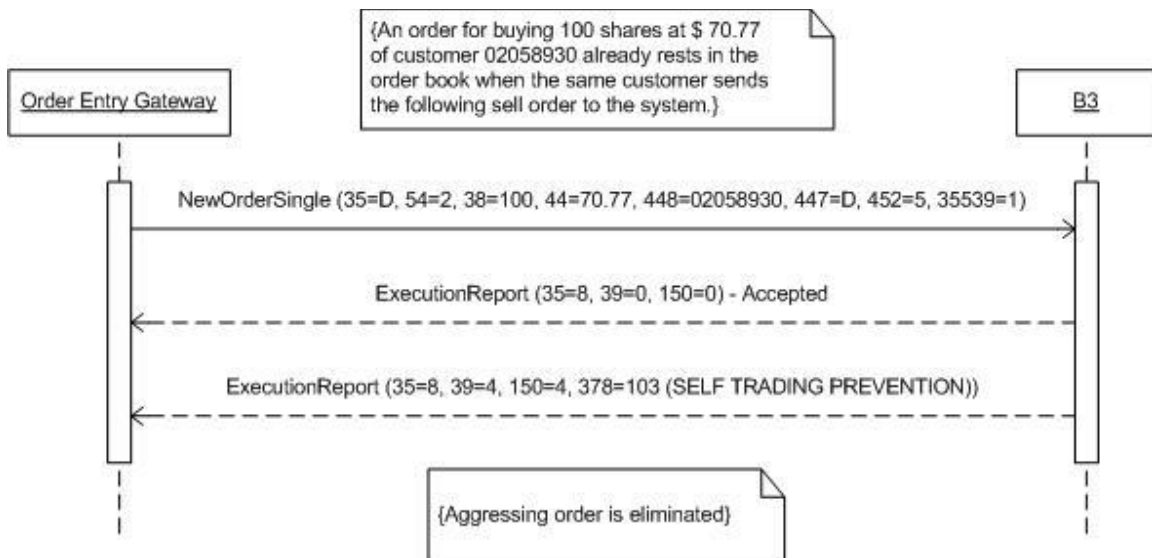 {An order for buying 100 shares at $ 70.77
of customer 02058930 already rests in the
order book when the same customer sends
the following sell order to the system.}
Order Entry Gateway
B3
NewOrderSingle (35=D, 54=2, 38=100, 44=70.77, 448=02058930, 447=D, 452=5, 35539=1)
ExecutionReport (35=8, 39=0, 150=0) - Accepted
ExecutionReport (35=8, 39=4, 150=4, 378=103 (SELF TRADING PREVENTION))
{Aggressing order is eliminated}